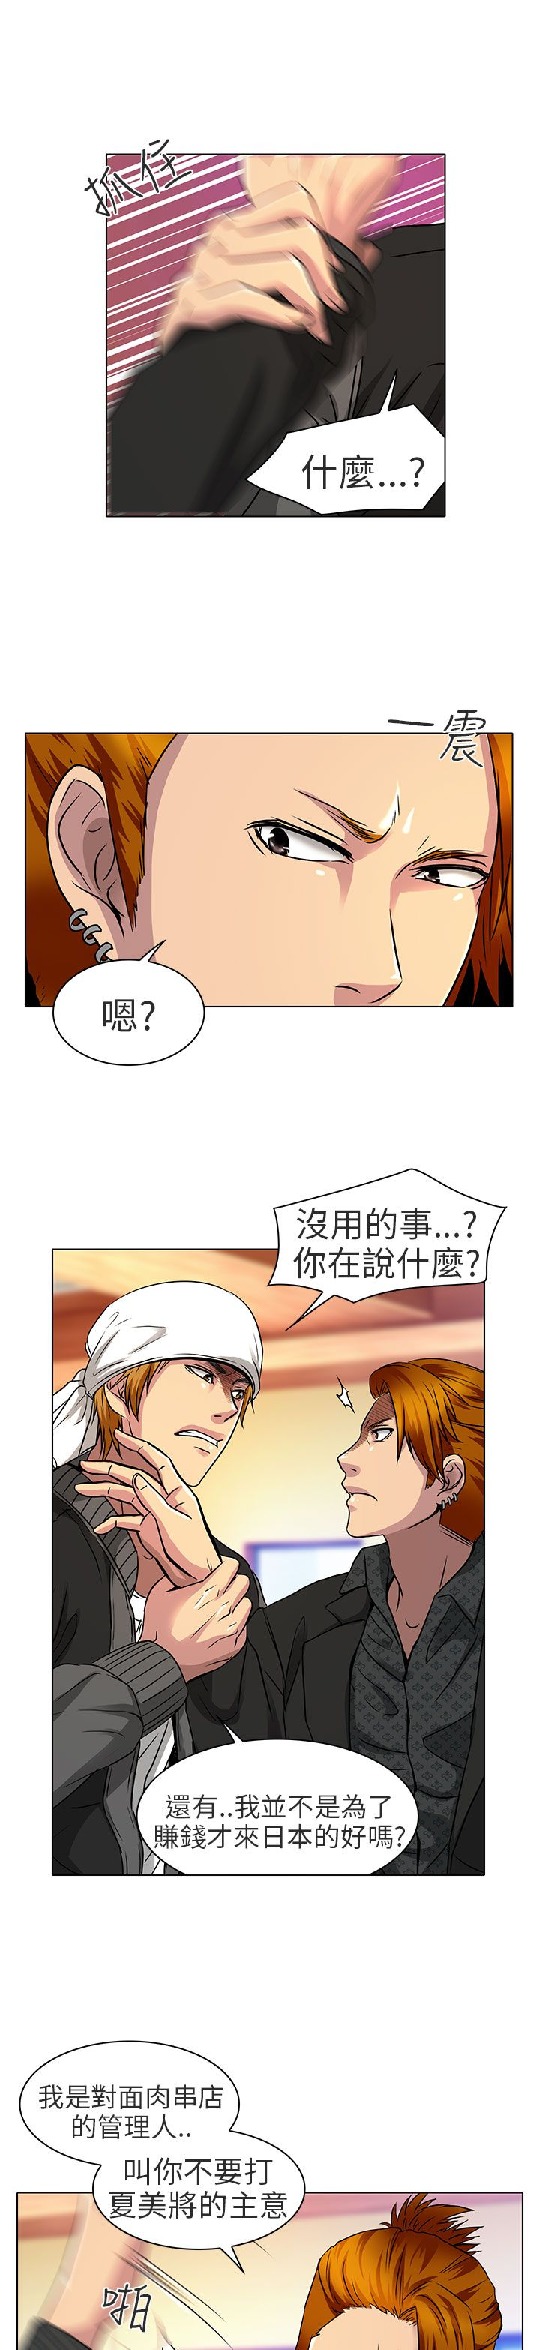 抓住
什麼...?
一震
嗯?
沒用的事...?
你在說什麼?
還有..我並不是為了
賺錢才來日本的好嗎?
我是對面肉串店
的管理人..
叫你不要打
夏美將的主意
啪